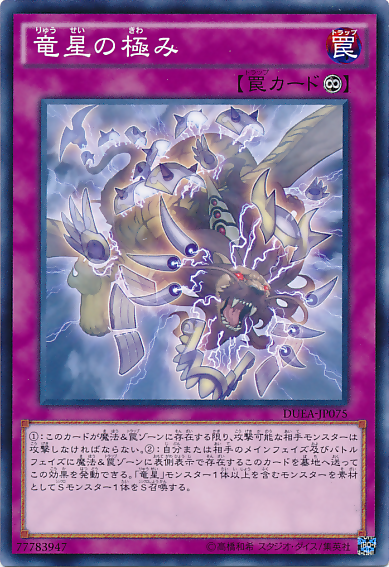 竜星の極み
罠
トラップ
【罠カード∞】
DUEA-JP075
①:このカードが魔法&罠ゾーンに存在する限り、攻撃可能な相手モンスターは
攻撃しなければならない。②:自分または相手のメインフェイズ及びバトル
フェイズに魔法&罠ゾーンに表側表示で存在するこのカードを墓地へ送って
この効果を発動できる。「竜星」モンスター1体以上を含むモンスターを素材
としてSモンスター1体をS召喚する。
77783947
©高橋和希 スタジオ・ダイス/集英社